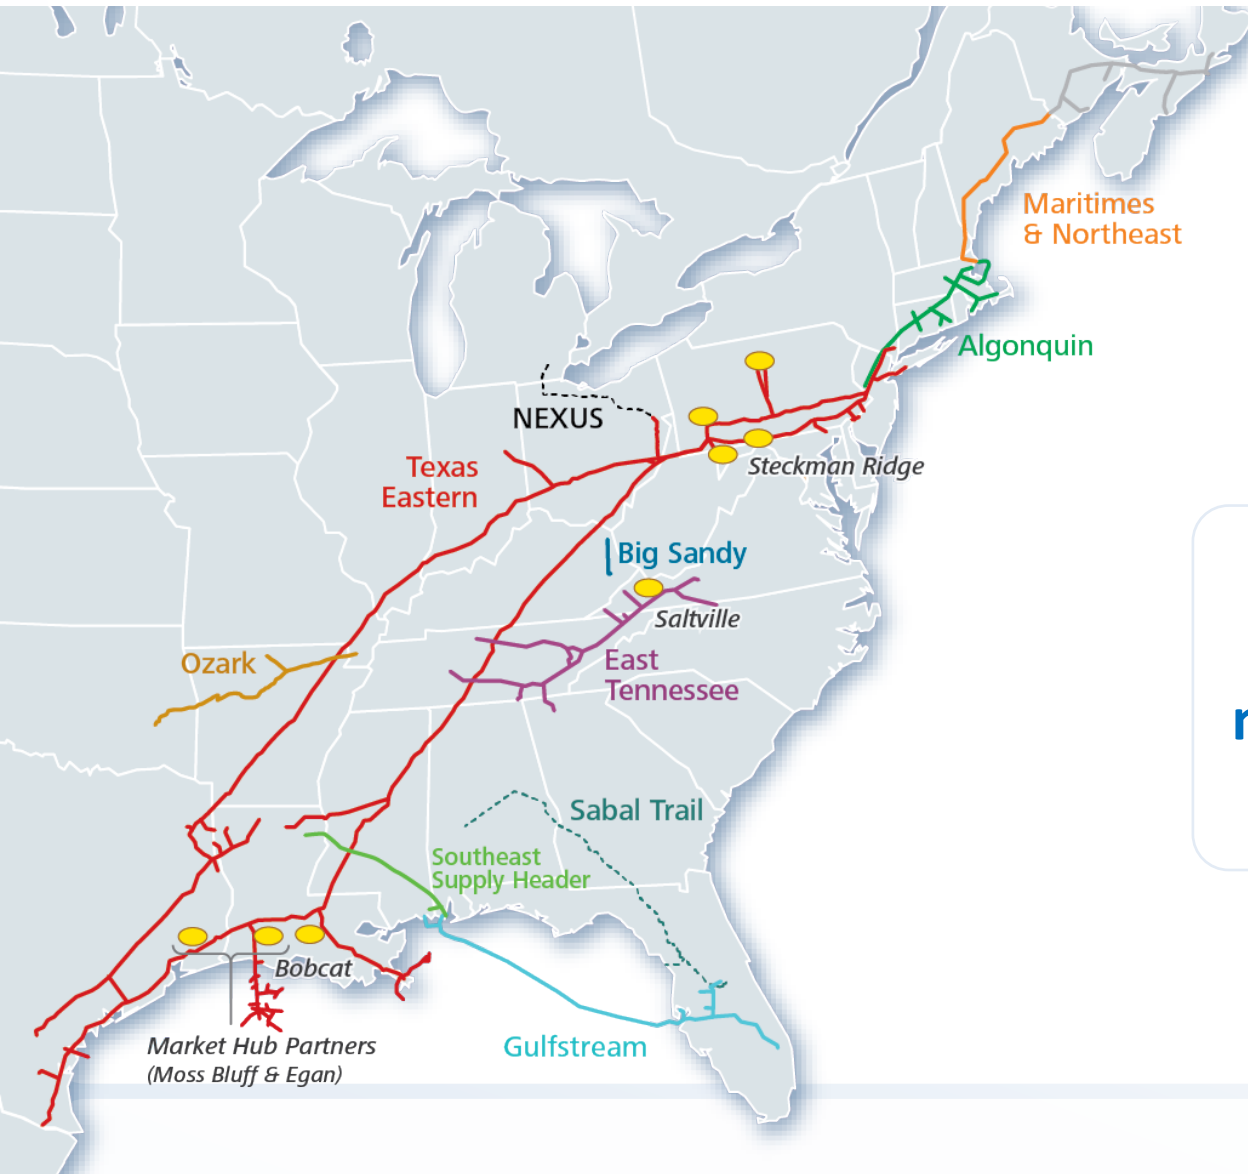 Maritimes
& Northeast
Algonquin
NEXUS
Texas
Eastern
Steckman Ridge
Big Sandy
Saltville
Ozark
East
Tennessee
Sabal Trail
Southeast
Supply Header
Bobcat
Gulfstream
Market Hub Partners
(Moss Bluff & Egan)